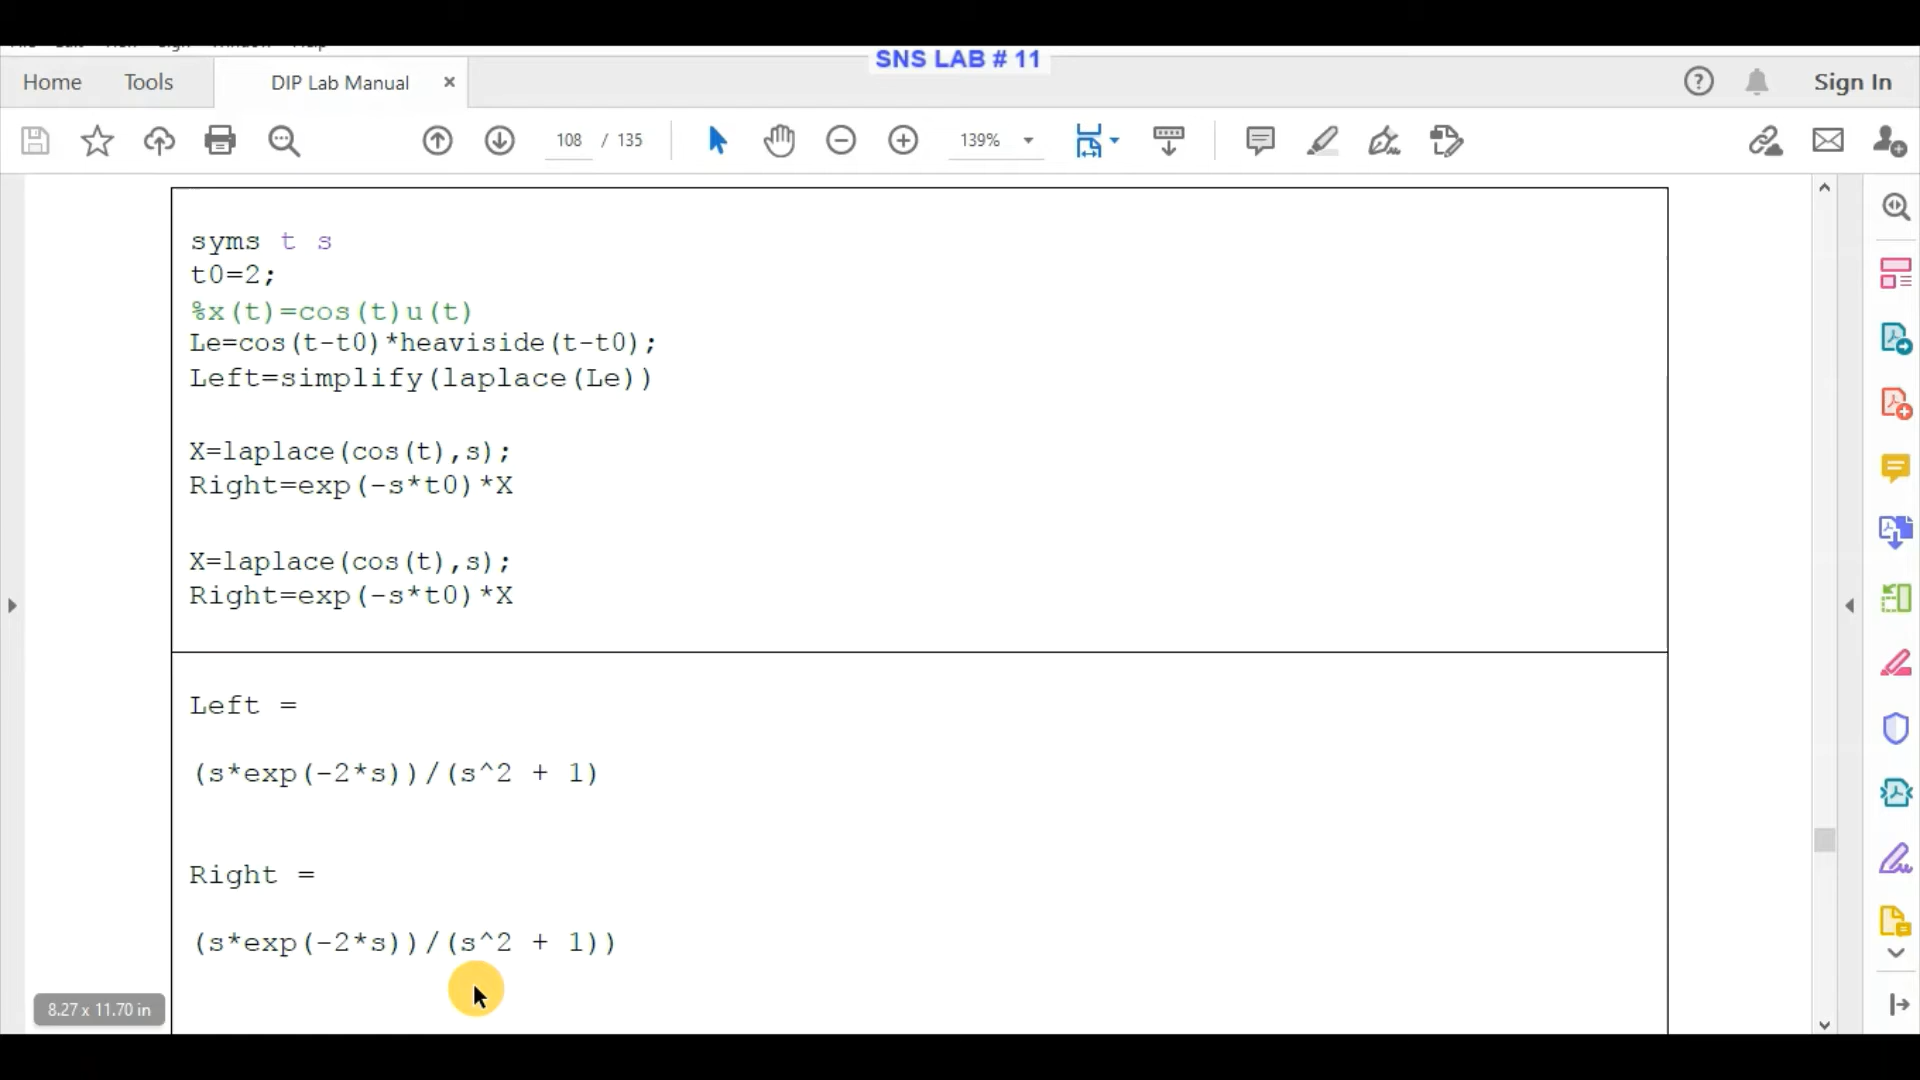 SNS LAB # 11
Home
Tools
DIP Lab Manual
Sign In
108 / 135
139%
syms t s
t0=2;
%x(t)=cos(t)u(t)
Le=cos(t-t0)*heaviside(t-t0);
Left=simplify(laplace(Le))
X=laplace(cos(t),s);
Right=exp(-s*t0)*X
X=laplace(cos(t),s);
Right=exp(-s*t0)*X
Left =
(s*exp(-2*s))/(s^2 + 1)
Right =
(s*exp(-2*s))/(s^2 + 1))
8.27 x 11.70 in